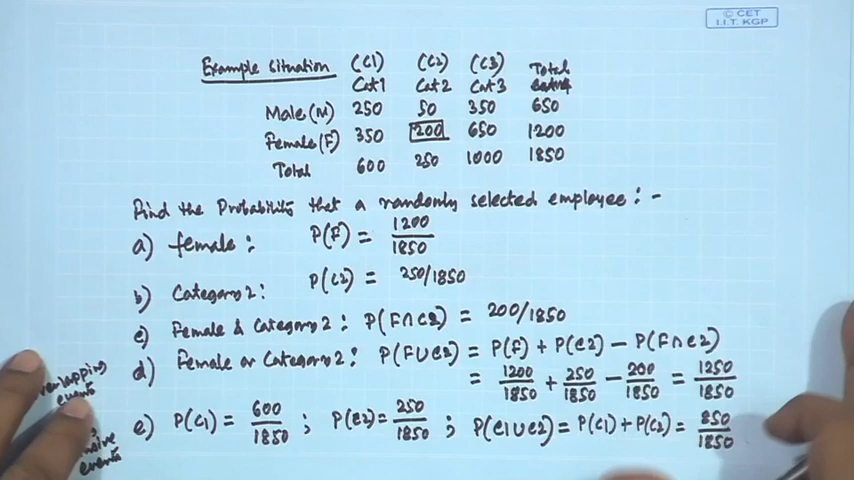 © CET
I.I.T. KGP
Example Situation (C1) (C2) (C3) Total
Cat1 Cat2 Cat3
Male (M) 250 50 350 650
Female (F) 350 200 650 1200
Total 600 250 1000 1850
Find the Probability that a randomly selected employee :-
a) female : P(F) = 1200/1850
b) Category 2 : P(C2) = 250/1850
c) Female & Category 2 : P(F∩C2) = 200/1850
d) Female or Category 2 : P(F∪C2) = P(F) + P(C2) − P(F∩C2)
= 1200/1850 + 250/1850 − 200/1850 = 1250/1850
events
e) P(C1) = 600/1850 ; P(C2) = 250/1850 ; P(C1∪C2) = P(C1) + P(C2) = 850/1850
events